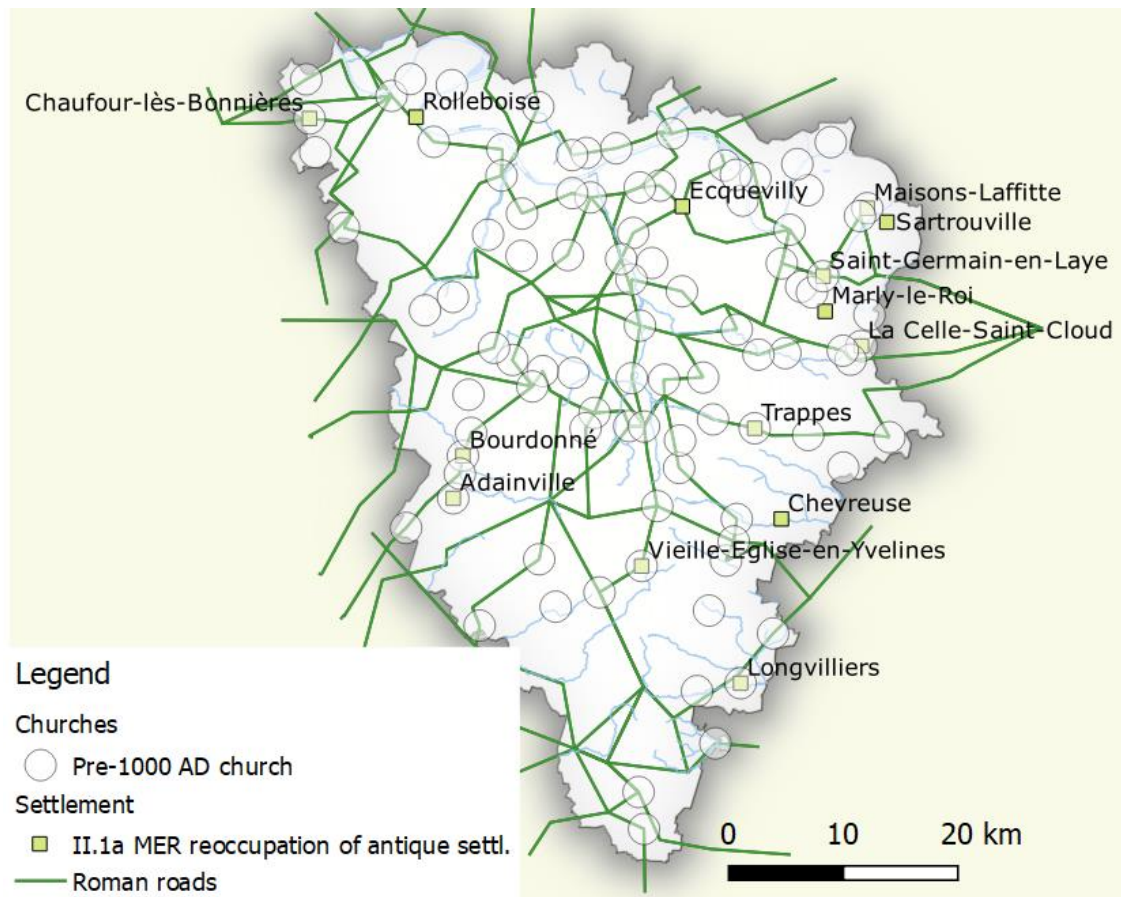 Chaufour-lès-Bonnières
Rolleboise
Ecquevilly
Maisons-Laffitte
Sartrouville
Saint-Germain-en-Laye
Marly-le-Roi
La Celle-Saint-Cloud
Trappes
Bourdonné
Adainville
Chevreuse
Vieille-Eglise-en-Yvelines
Longvilliers
Legend
Churches
Pre-1000 AD church
Settlement
II.1a MER reoccupation of antique settl.
Roman roads
0 10 20 km